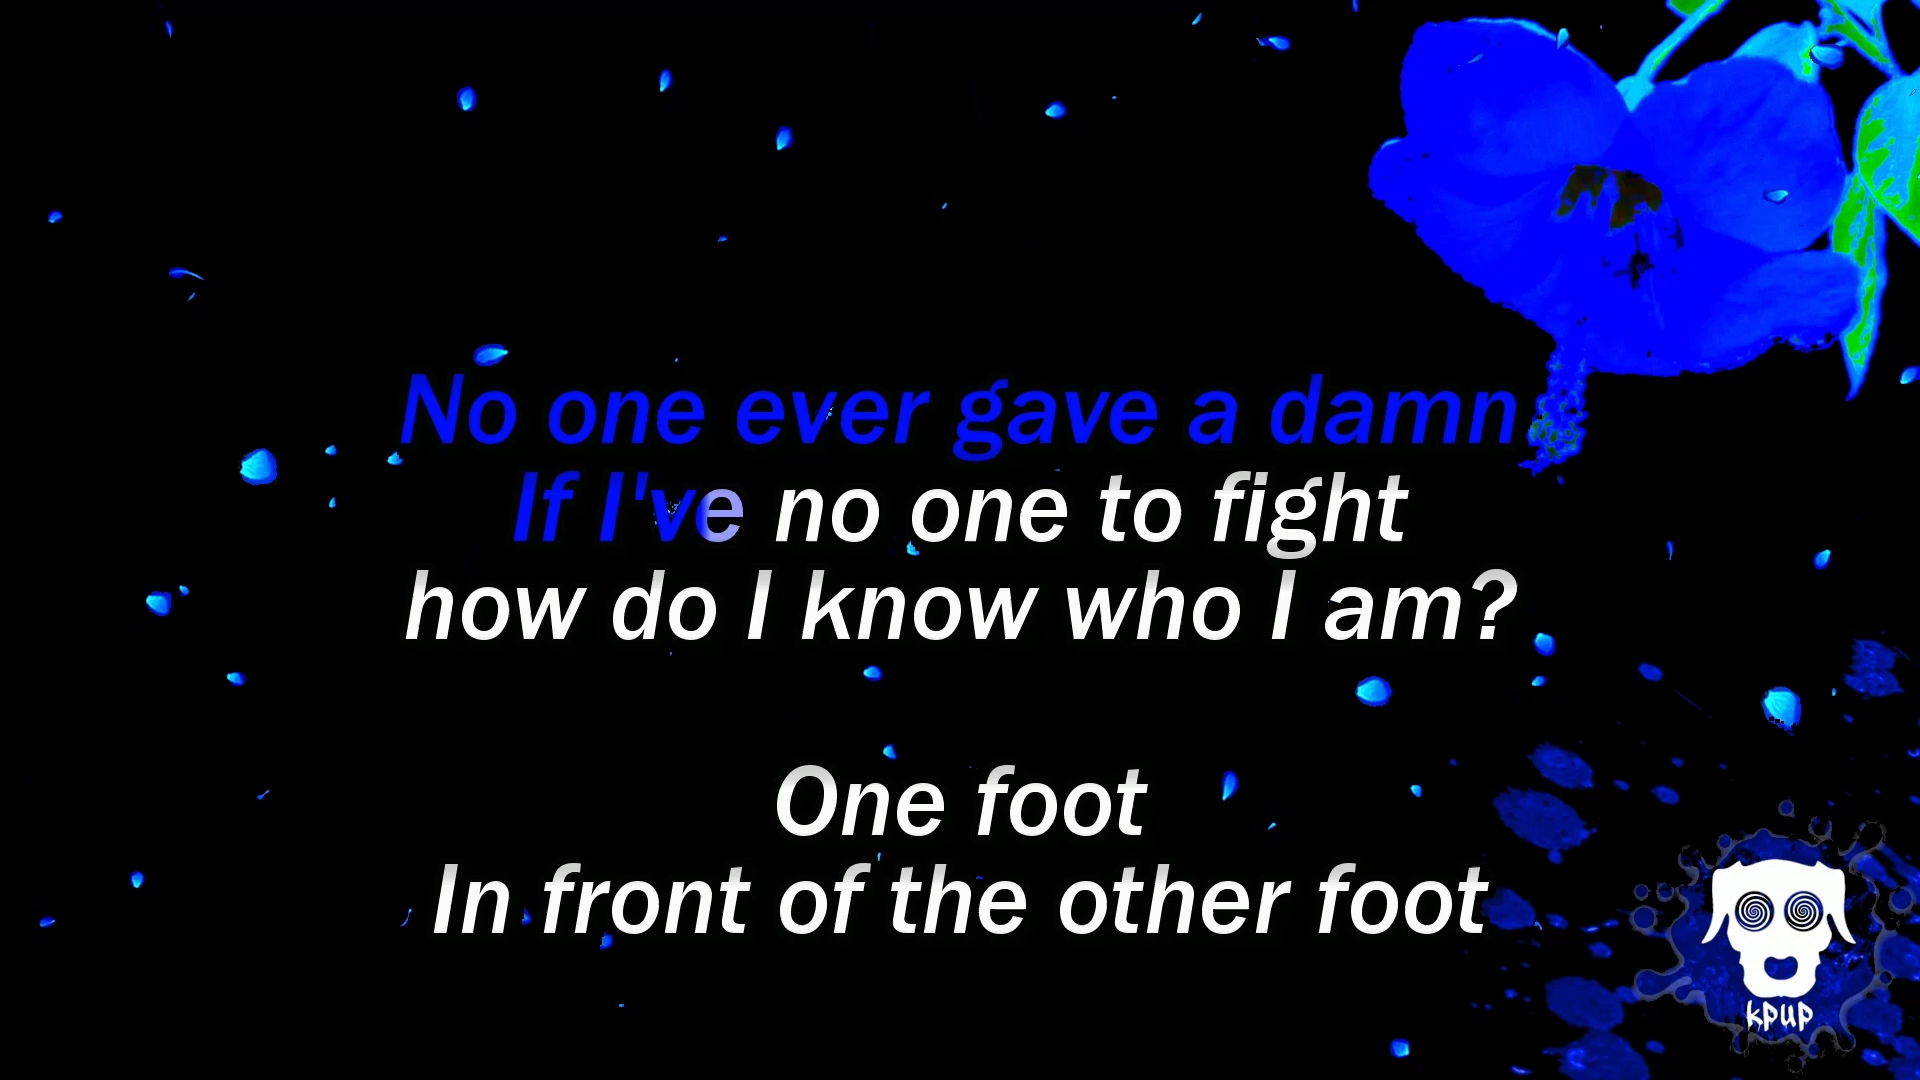 No one ever gave a damn
If I've no one to fight
how do I know who I am?
One foot
In front of the other foot
kpup